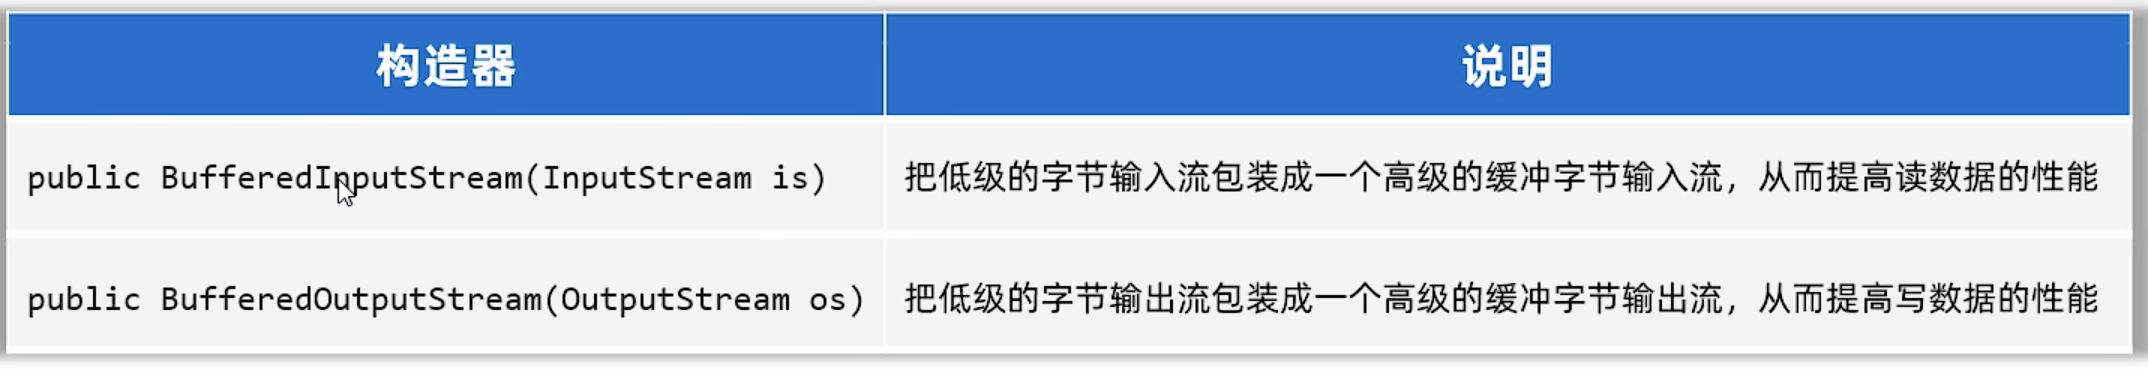 构造器
说明
public BufferedInputStream(InputStream is)
把低级的字节输入流包装成一个高级的缓冲字节输入流，从而提高读数据的性能
public BufferedOutputStream(OutputStream os)
把低级的字节输出流包装成一个高级的缓冲字节输出流，从而提高写数据的性能